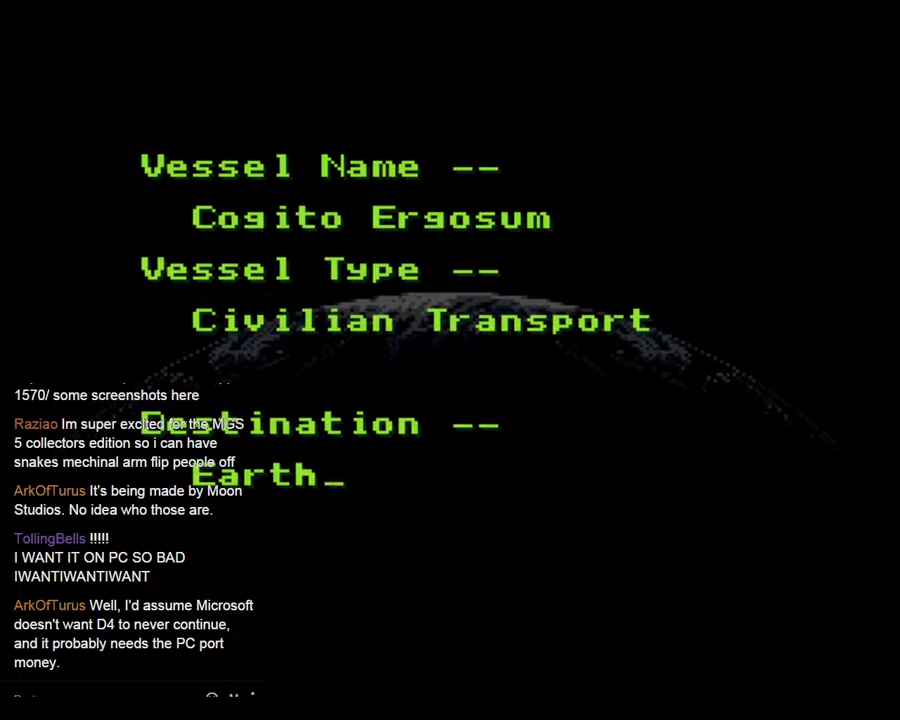 Vessel Name --
Cogito Ergosum
Vessel Type --
Civilian Transport
Destination --
Earth_
1570/ some screenshots here
Raziao Im super excited for the MGS
5 collectors edition so i can have
snakes mechinal arm flip people off
ArkOfTurus It's being made by Moon
Studios. No idea who those are.
TollingBells !!!!!
I WANT IT ON PC SO BAD
IWANTIWANTIWANT
ArkOfTurus Well, I'd assume Microsoft
doesn't want D4 to never continue,
and it probably needs the PC port
money.